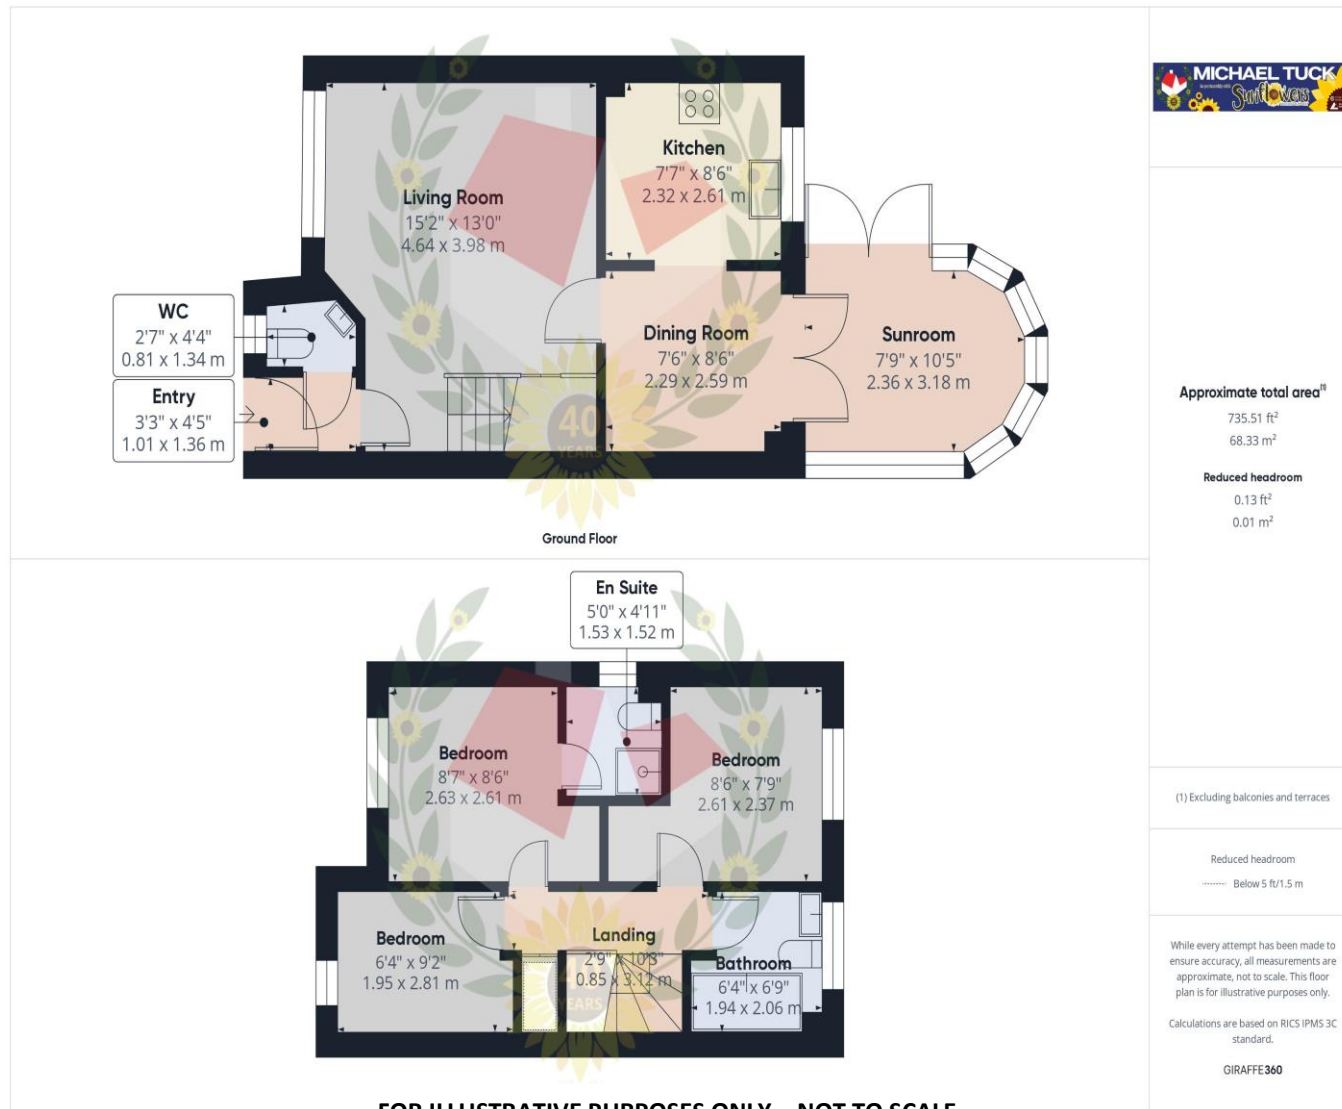 MICHAEL TUCK
Sunflowers
Kitchen
7'7" x 8'6"
2.32 x 2.61 m
Living Room
15'2" x 13'0"
4.64 x 3.98 m
WC
2'7" x 4'4"
0.81 x 1.34 m
Dining Room
7'6" x 8'6"
2.29 x 2.59 m
Sunroom
7'9" x 10'5"
2.36 x 3.18 m
Entry
3'3" x 4'5"
1.01 x 1.36 m
40
YEARS
Ground Floor
Approximate total area(1)
735.51 ft²
68.33 m²
Reduced headroom
0.13 ft²
0.01 m²
En Suite
5'0" x 4'11"
1.53 x 1.52 m
Bedroom
8'7" x 8'6"
2.63 x 2.61 m
Bedroom
8'6" x 7'9"
2.61 x 2.37 m
Bedroom
6'4" x 9'2"
1.95 x 2.81 m
Landing
2'9" x 10'3"
0.85 x 3.12 m
Bathroom
6'4" x 6'9"
1.94 x 2.06 m
YEARS
(1) Excluding balconies and terraces
Reduced headroom
Below 5 ft/1.5 m
While every attempt has been made to
ensure accuracy, all measurements are
approximate, not to scale. This floor
plan is for illustrative purposes only.
Calculations are based on RICS IPMS 3C
standard.
GIRAFFE360
FOR ILLUSTRATIVE PURPOSES ONLY – NOT TO SCALE